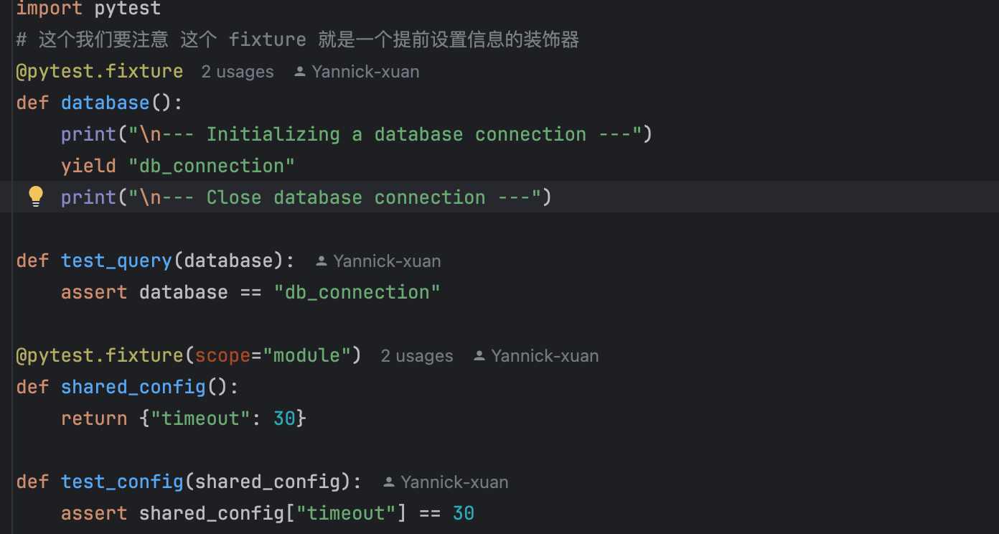 import pytest
# 这个我们要注意 这个 fixture 就是一个提前设置信息的装饰器
@pytest.fixture 2 usages Yannick-xuan
def database():
    print("\n--- Initializing a database connection ---")
    yield "db_connection"
    print("\n--- Close database connection ---")
def test_query(database): Yannick-xuan
    assert database == "db_connection"
@pytest.fixture(scope="module") 2 usages Yannick-xuan
def shared_config():
    return {"timeout": 30}
def test_config(shared_config): Yannick-xuan
    assert shared_config["timeout"] == 30